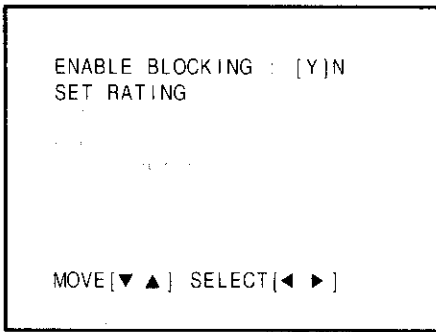 ENABLE BLOCKING : [Y]N
SET RATING
MOVE[▼ ▲] SELECT[◀ ▶]